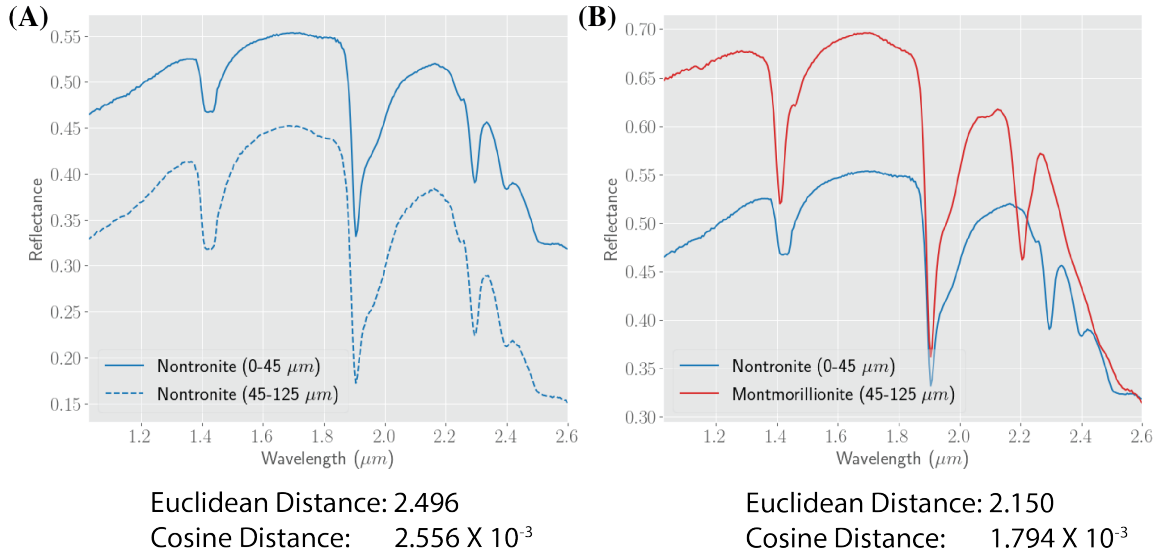 (A)
0.55
0.50
0.45
0.40
0.35
0.30
0.25
0.20
0.15
Reflectance
Nontronite (0-45 μm)
Nontronite (45-125 μm)
1.2 1.4 1.6 1.8 2.0 2.2 2.4 2.6
Wavelength (μm)
Euclidean Distance: 2.496
Cosine Distance: 2.556 X 10⁻³
(B)
0.70
0.65
0.60
0.55
0.50
0.45
0.40
0.35
0.30
Reflectance
Nontronite (0-45 μm)
Montmorillionite (45-125 μm)
1.2 1.4 1.6 1.8 2.0 2.2 2.4 2.6
Wavelength (μm)
Euclidean Distance: 2.150
Cosine Distance: 1.794 X 10⁻³